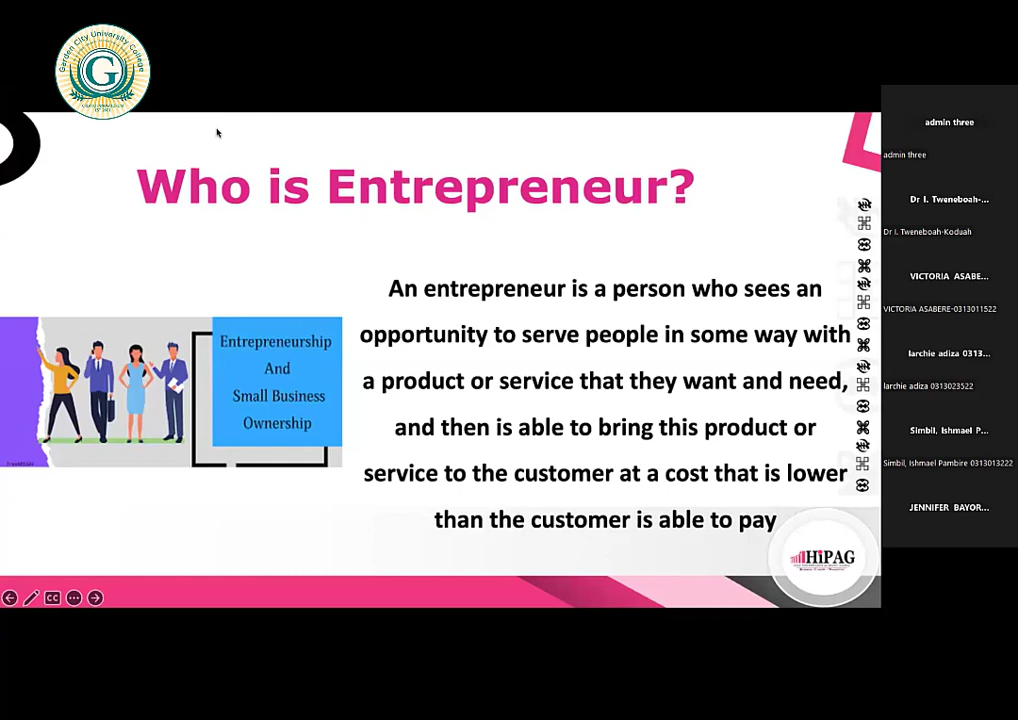 Garden City University College
G
Who is Entrepreneur?
An entrepreneur is a person who sees an
opportunity to serve people in some way with
a product or service that they want and need,
and then is able to bring this product or
service to the customer at a cost that is lower
than the customer is able to pay
Entrepreneurship
And
Small Business
Ownership
HiPAG
CC
admin three
admin three
Dr I. Tweneboah-...
Dr I. Tweneboah-Koduah
VICTORIA ASABE...
VICTORIA ASABERE-0313011522
larchie adiza 0313...
larchie adiza 0313023522
Simbil, Ishmael P...
Simbil, Ishmael Pambire 0313013222
JENNIFER BAYOR...